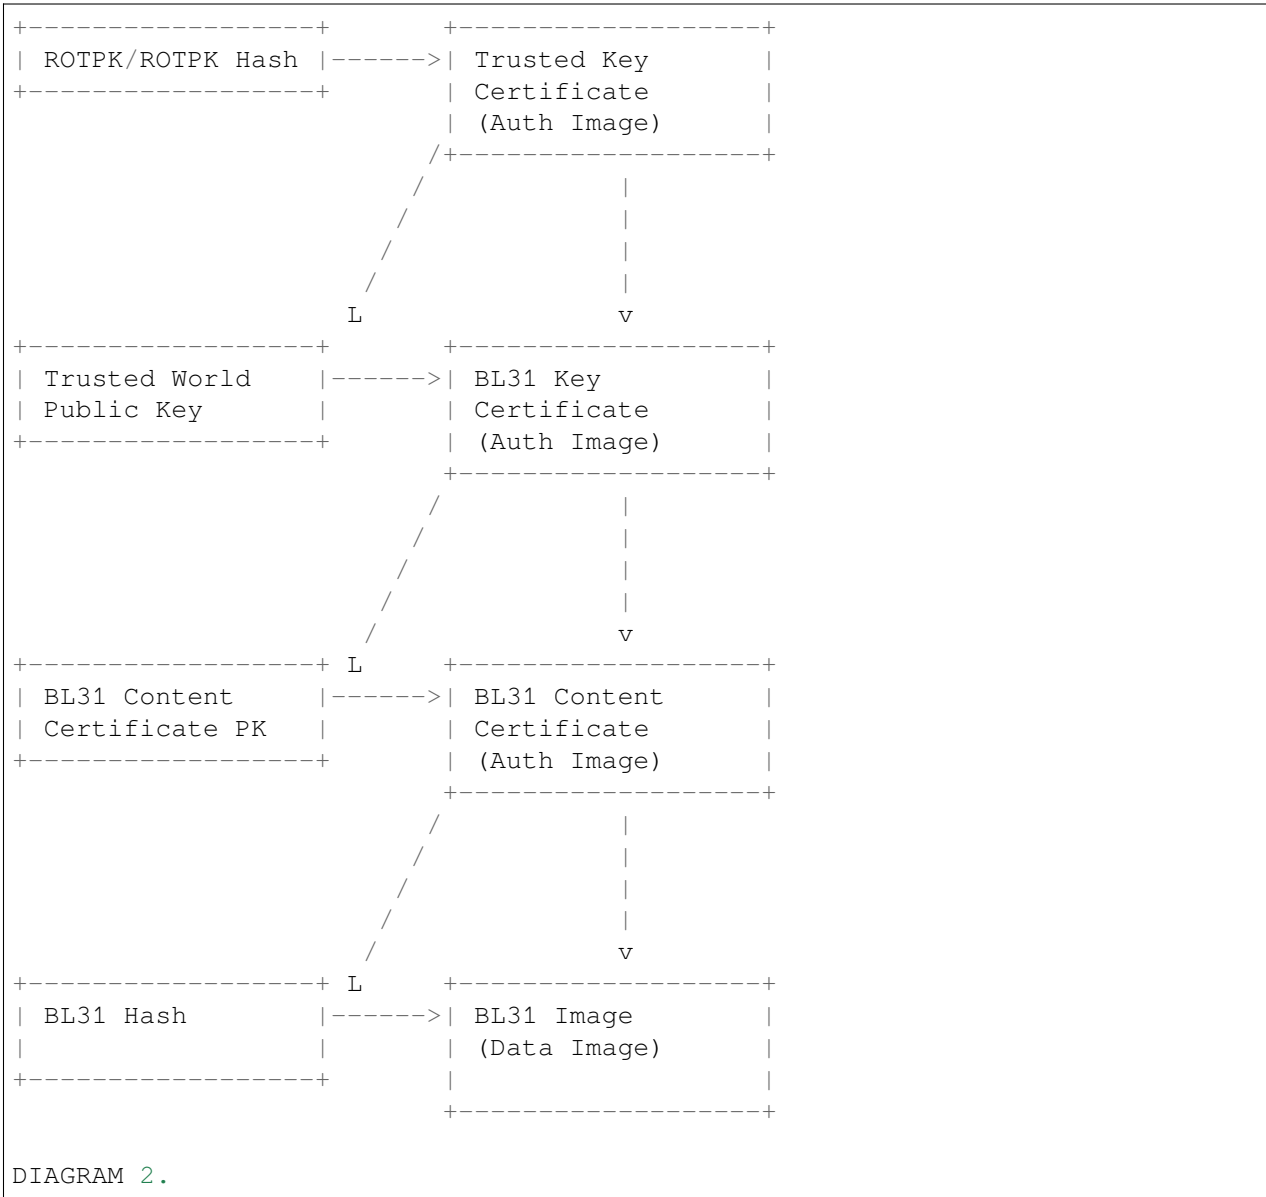 +------------------+      +-------------------+
| ROTPK/ROTPK Hash |------>| Trusted Key       |
+------------------+      | Certificate       |
                          | (Auth Image)      |
                         /+-------------------+
                        /            |
                       /             |
                      /              |
                     /               |
                    L                v
+------------------+      +-------------------+
| Trusted World    |------>| BL31 Key          |
| Public Key       |      | Certificate       |
+------------------+      | (Auth Image)      |
                          +-------------------+
                         /           |
                        /            |
                       /             |
                      /              |
                     /               v
+------------------+ L    +-------------------+
| BL31 Content     |------>| BL31 Content      |
| Certificate PK   |      | Certificate       |
+------------------+      | (Auth Image)      |
                          +-------------------+
                         /           |
                        /            |
                       /             |
                      /              |
                     /               v
+------------------+ L    +-------------------+
| BL31 Hash        |------>| BL31 Image        |
|                  |      | (Data Image)      |
+------------------+      |                   |
                          +-------------------+
DIAGRAM 2.